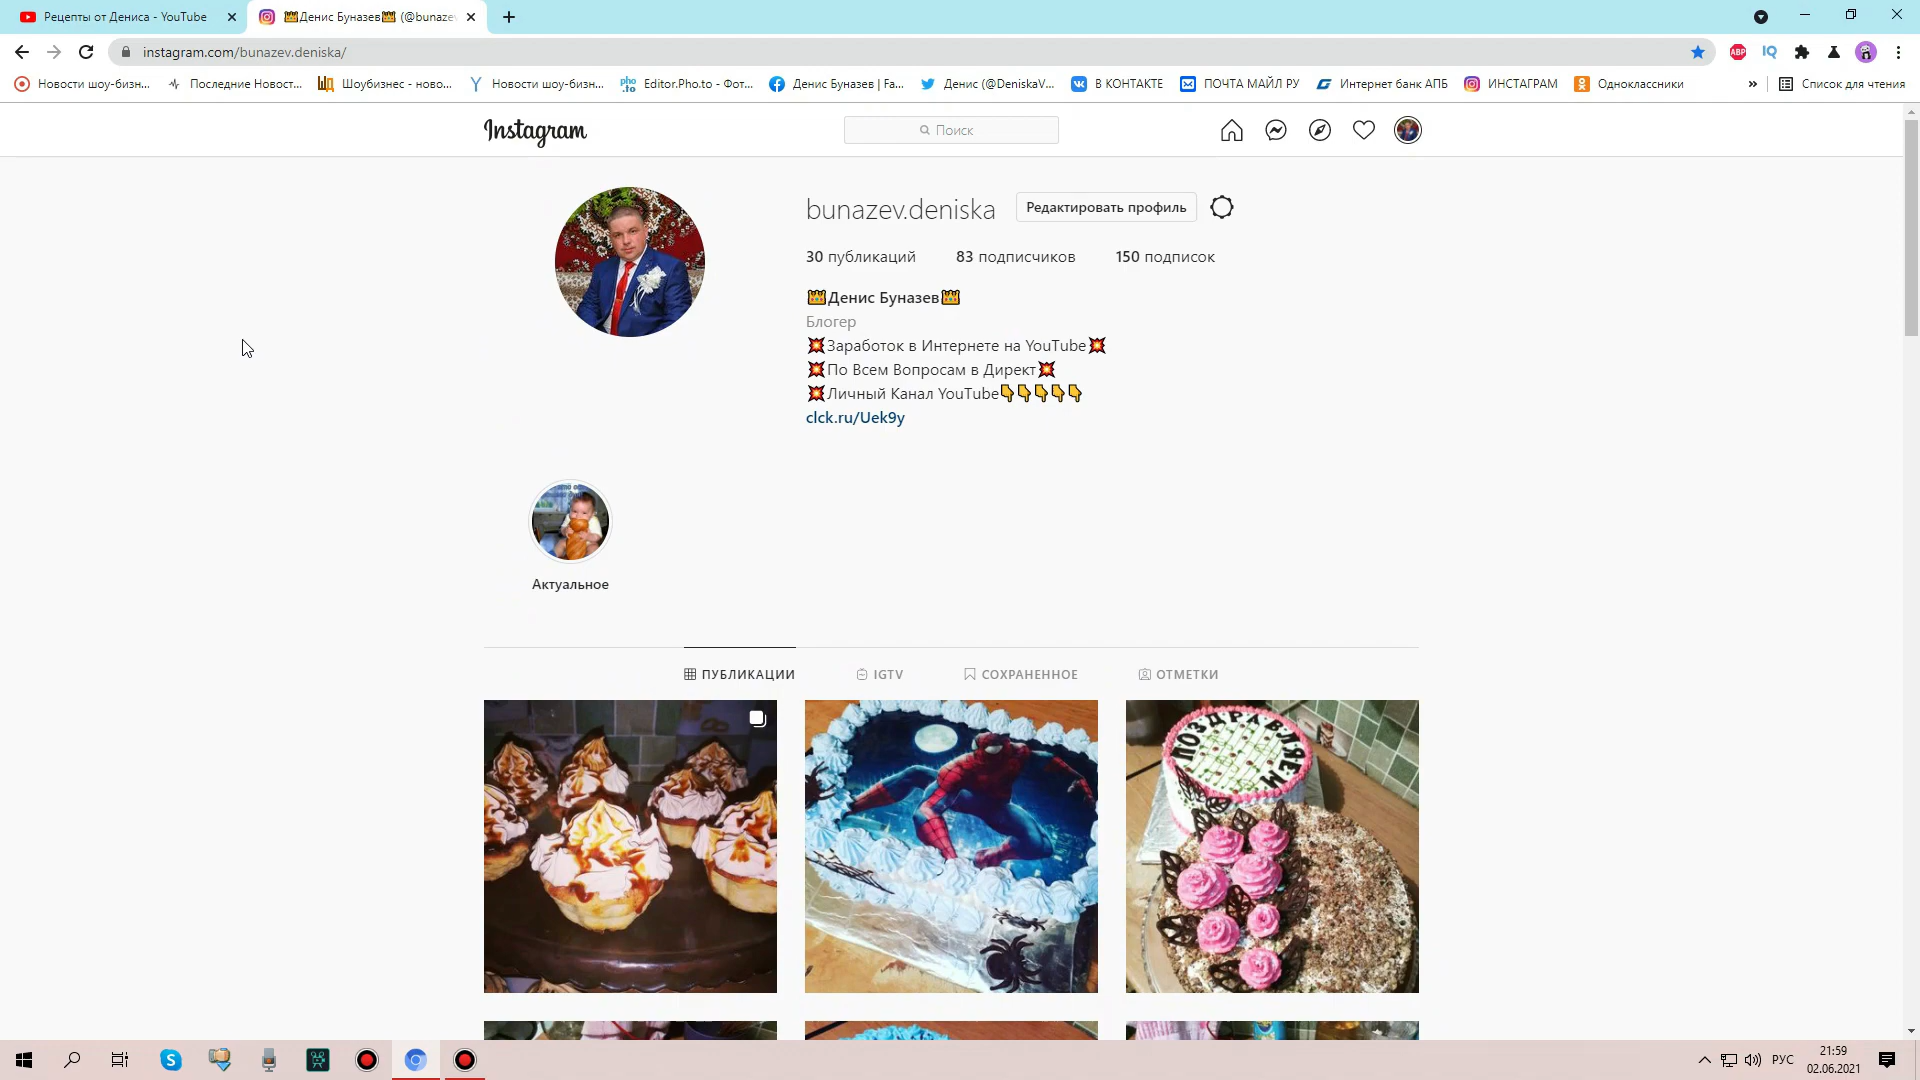 Рецепты от Дениса - YouTube
👑Денис Буназев👑 (@bunazev
instagram.com/bunazev.deniska/
ABP
IQ
Новости шоу-бизн...
Последние Новост...
Шоубизнес - ново...
Новости шоу-бизн...
Editor.Pho.to - Фот...
Денис Буназев | Fa...
Денис (@DeniskaV...
В КОНТАКТЕ
ПОЧТА МАЙЛ РУ
Интернет банк АПБ
ИНСТАГРАМ
Одноклассники
»
Список для чтения
Instagram
Поиск
bunazev.deniska
Редактировать профиль
30 публикаций
83 подписчиков
150 подписок
👑Денис Буназев👑
Блогер
💥Заработок в Интернете на YouTube💥
💥По Всем Вопросам в Директ💥
💥Личный Канал YouTube👇👇👇👇👇
clck.ru/Uek9y
Актуальное
ПУБЛИКАЦИИ
IGTV
СОХРАНЕННОЕ
ОТМЕТКИ
ПОЗДРАВЛЯЕМ
РУС
21:59
02.06.2021